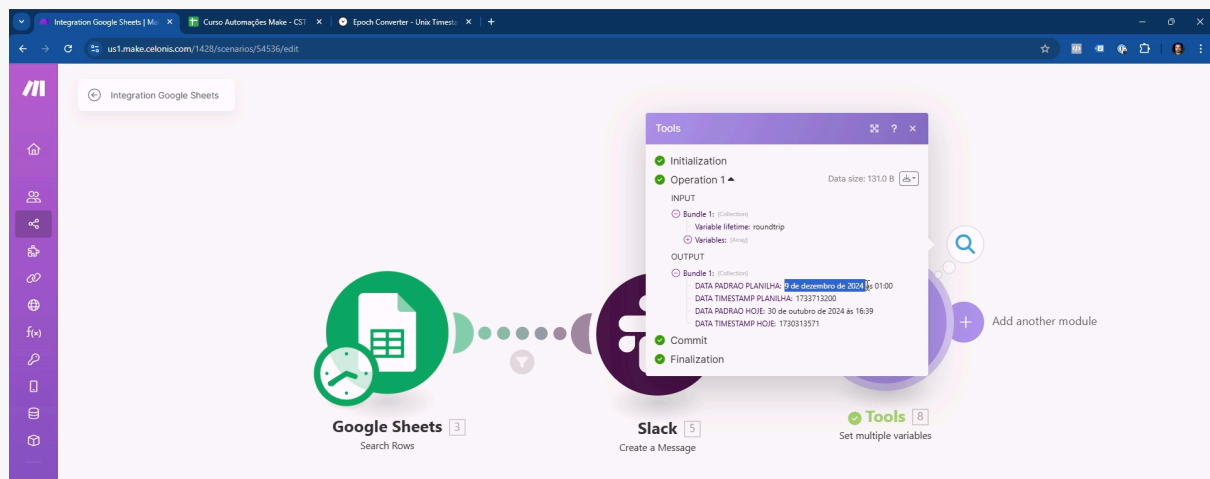 Integration Google Sheets | Ma
Curso Automações Make - CST
Epoch Converter - Unix Timesta
us1.make.celonis.com/1428/scenarios/54536/edit
Integration Google Sheets
Tools
Initialization
Operation 1
Data size: 131.0 B
INPUT
Bundle 1: (Collection)
Variable lifetime: roundtrip
Variables: (Array)
OUTPUT
Bundle 1: (Collection)
DATA PADRAO PLANILHA: 9 de dezembro de 2024 às 01:00
DATA TIMESTAMP PLANILHA: 1733713200
DATA PADRAO HOJE: 30 de outubro de 2024 às 16:39
DATA TIMESTAMP HOJE: 1730313571
Commit
Finalization
Add another module
Google Sheets 3
Search Rows
Slack 5
Create a Message
Tools 8
Set multiple variables